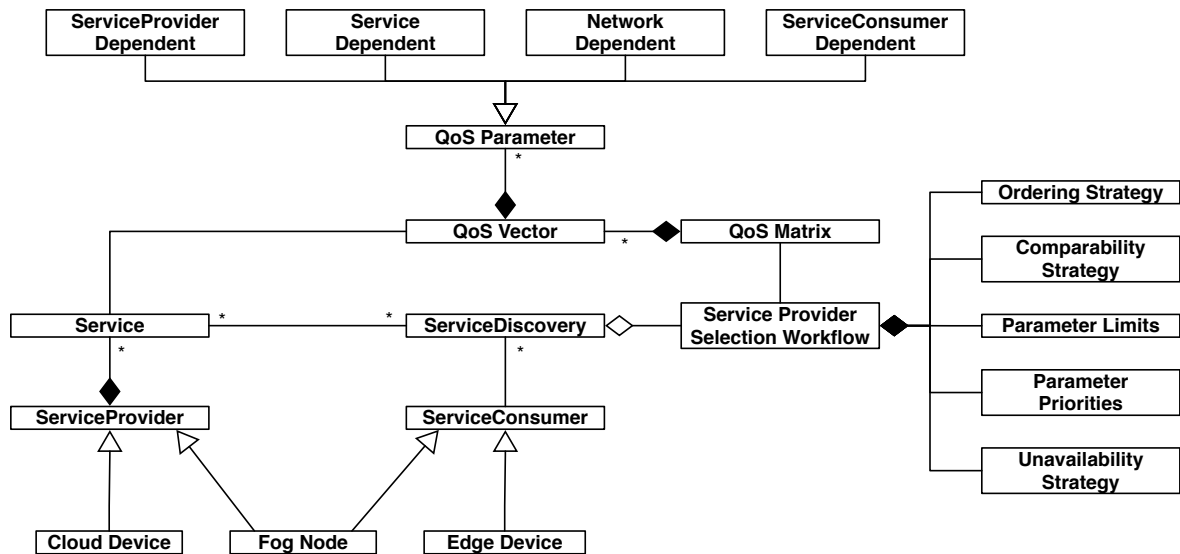 ServiceProvider
Dependent
Service
Dependent
Network
Dependent
ServiceConsumer
Dependent
QoS Parameter
*
Ordering Strategy
QoS Vector
*
QoS Matrix
Comparability
Strategy
Service
*
*
ServiceDiscovery
Service Provider
Selection Workflow
Parameter Limits
*
*
Parameter
Priorities
ServiceProvider
ServiceConsumer
Unavailability
Strategy
Cloud Device
Fog Node
Edge Device